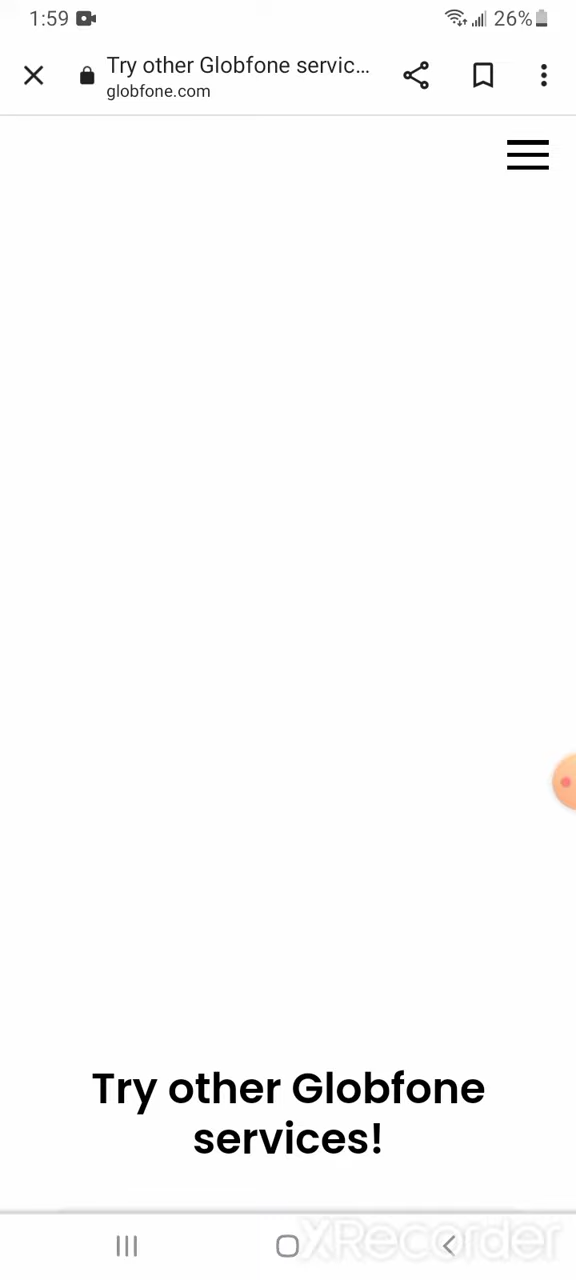 1:59
26%
Try other Globfone servic...
globfone.com
Try other Globfone
services!
XRecorder